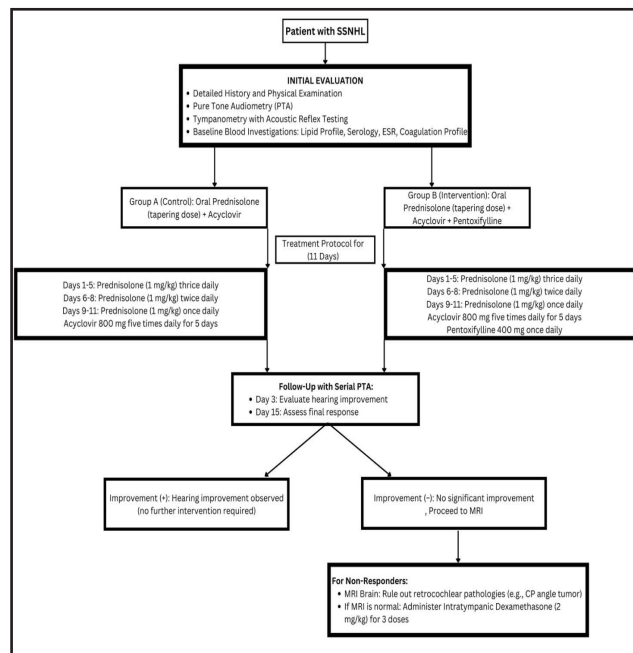 Patient with SSNHL
INITIAL EVALUATION
• Detailed History and Physical Examination
• Pure Tone Audiometry (PTA)
• Tympanometry with Acoustic Reflex Testing
• Baseline Blood Investigations: Lipid Profile, Serology, ESR, Coagulation Profile
Group A (Control): Oral Prednisolone
(tapering dose) + Acyclovir
Group B (Intervention): Oral
Prednisolone (tapering dose) +
Acyclovir + Pentoxifylline
Treatment Protocol for
(11 Days)
Days 1-5: Prednisolone (1 mg/kg) thrice daily
Days 6-8: Prednisolone (1 mg/kg) twice daily
Days 9-11: Prednisolone (1 mg/kg) once daily
Acyclovir 800 mg five times daily for 5 days
Days 1-5: Prednisolone (1 mg/kg) thrice daily
Days 6-8: Prednisolone (1 mg/kg) twice daily
Days 9-11: Prednisolone (1 mg/kg) once daily
Acyclovir 800 mg five times daily for 5 days
Pentoxifylline 400 mg once daily
Follow-Up with Serial PTA:
• Day 3: Evaluate hearing improvement
• Day 15: Assess final response
Improvement (+): Hearing improvement observed
(no further intervention required)
Improvement (–): No significant improvement
, Proceed to MRI
For Non-Responders:
• MRI Brain: Rule out retrocochlear pathologies (e.g., CP angle tumor)
• If MRI is normal: Administer Intratympanic Dexamethasone (2
mg/kg) for 3 doses